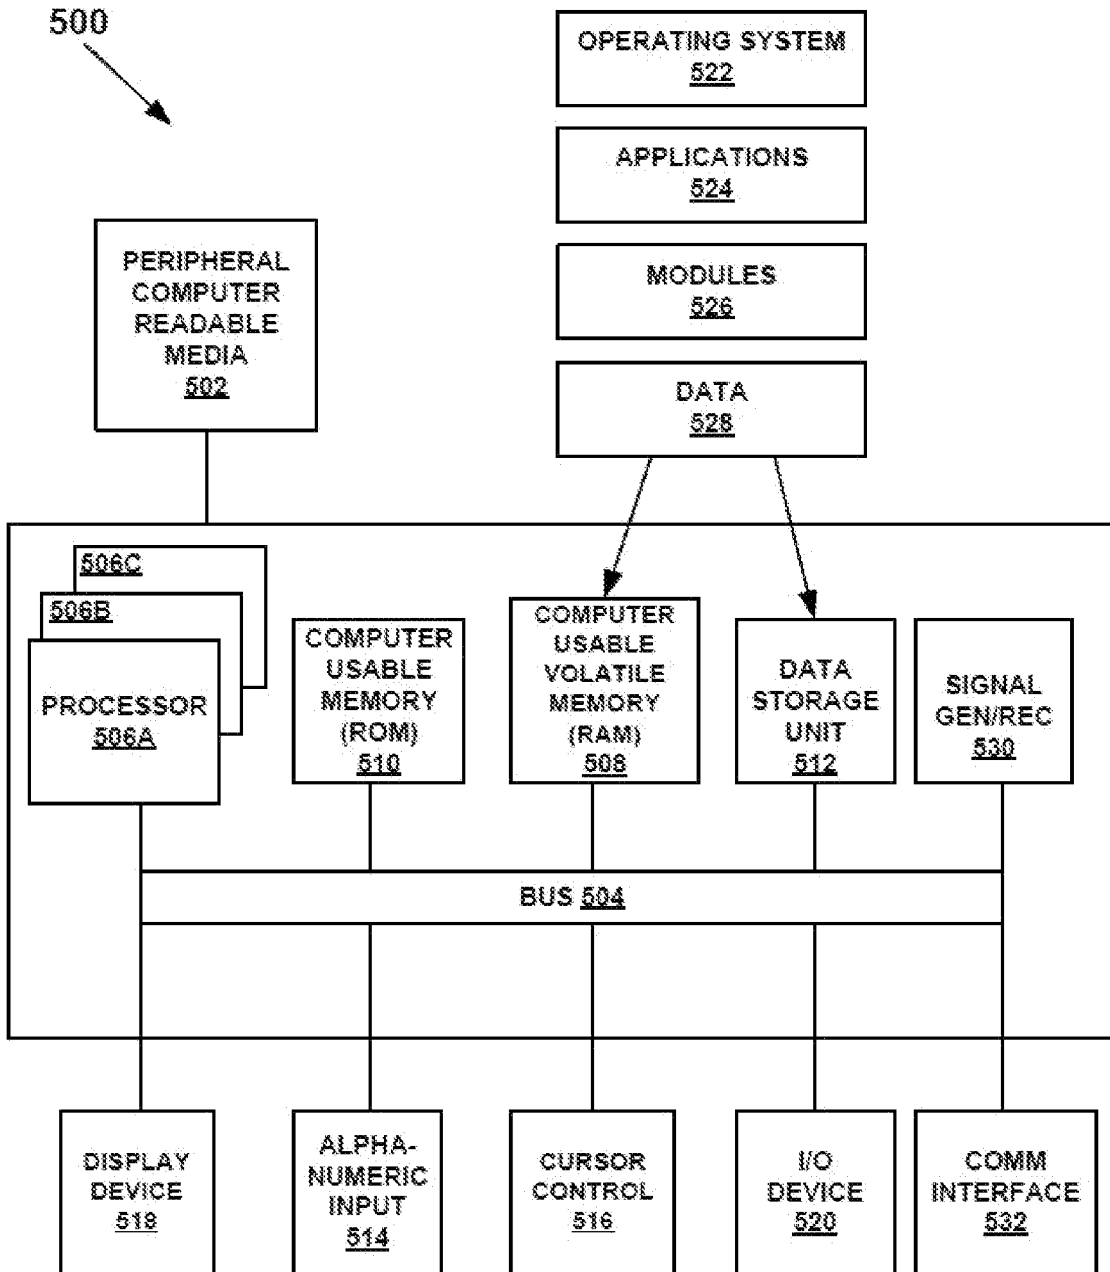 500
OPERATING SYSTEM
522
APPLICATIONS
524
MODULES
526
DATA
528
PERIPHERAL
COMPUTER
READABLE
MEDIA
502
506C
506B
PROCESSOR
506A
COMPUTER
USABLE
MEMORY
(ROM)
510
COMPUTER
USABLE
VOLATILE
MEMORY
(RAM)
508
DATA
STORAGE
UNIT
512
SIGNAL
GEN/REC
530
BUS 504
DISPLAY
DEVICE
518
ALPHA-
NUMERIC
INPUT
514
CURSOR
CONTROL
516
I/O
DEVICE
520
COMM
INTERFACE
532